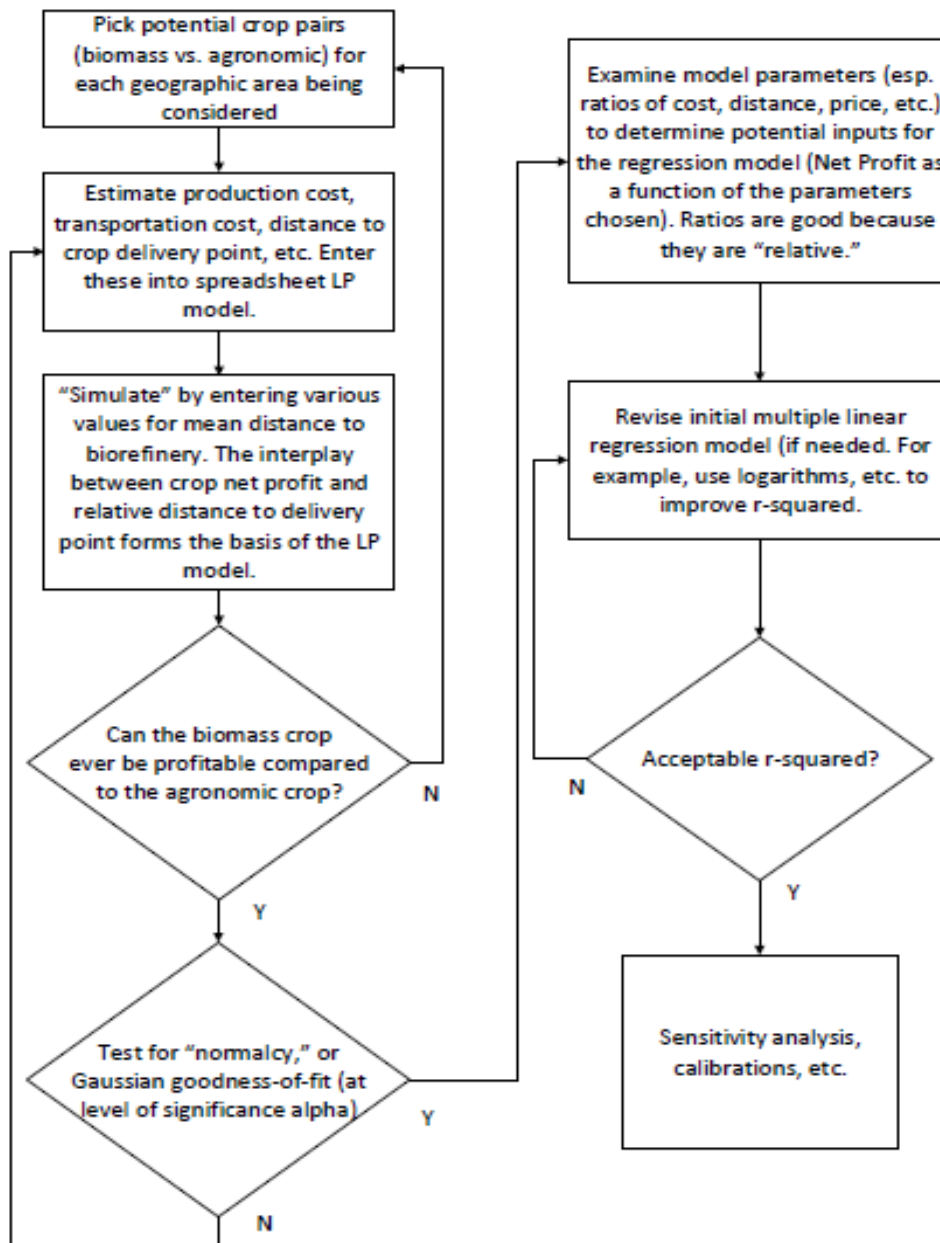 Pick potential crop pairs
(biomass vs. agronomic) for
each geographic area being
considered
Estimate production cost,
transportation cost, distance to
crop delivery point, etc. Enter
these into spreadsheet LP
model.
“Simulate” by entering various
values for mean distance to
biorefinery. The interplay
between crop net profit and
relative distance to delivery
point forms the basis of the LP
model.
Can the biomass crop
ever be profitable compared
to the agronomic crop?
N
Y
Test for “normalcy,” or
Gaussian goodness-of-fit (at
level of significance alpha)
Y
N
Examine model parameters (esp.
ratios of cost, distance, price, etc.)
to determine potential inputs for
the regression model (Net Profit as
a function of the parameters
chosen). Ratios are good because
they are “relative.”
Revise initial multiple linear
regression model (if needed. For
example, use logarithms, etc. to
improve r-squared.
Acceptable r-squared?
N
Y
Sensitivity analysis,
calibrations, etc.